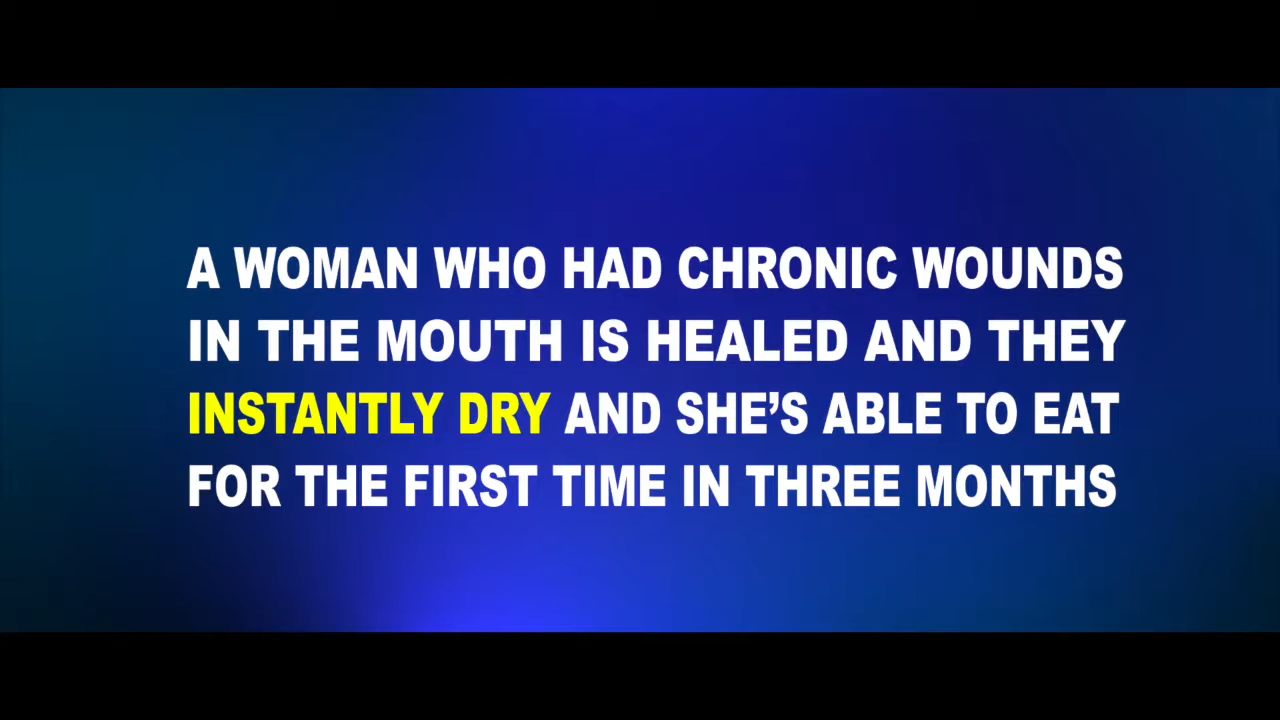 A WOMAN WHO HAD CHRONIC WOUNDS
IN THE MOUTH IS HEALED AND THEY
INSTANTLY DRY AND SHE’S ABLE TO EAT
FOR THE FIRST TIME IN THREE MONTHS